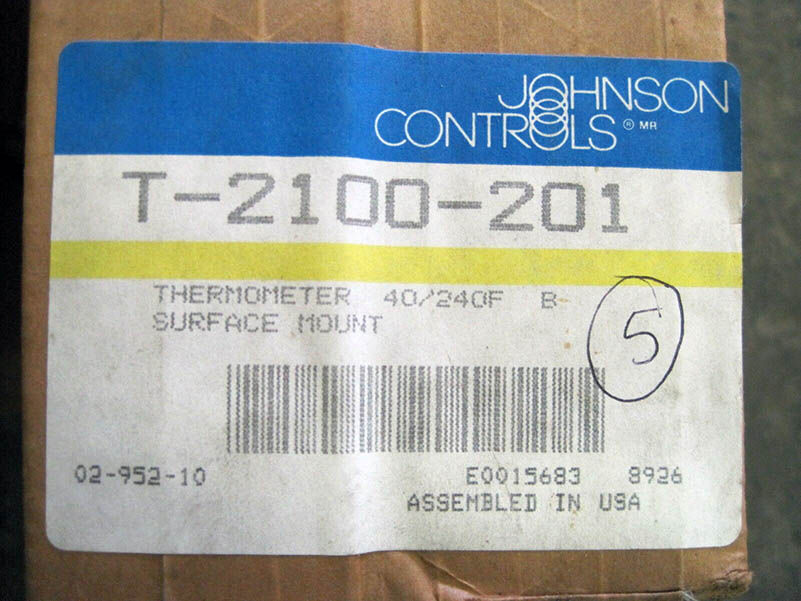 JOHNSON
CONTROLS ® MR
T-2100-201
THERMOMETER 40/240F B
SURFACE MOUNT
5
02-952-10 E0015683 8926
ASSEMBLED IN USA